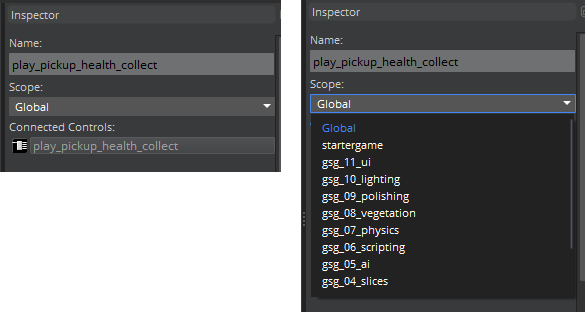 Inspector
Name:
play_pickup_health_collect
Scope:
Global
Connected Controls:
play_pickup_health_collect
Inspector
Name:
play_pickup_health_collect
Scope:
Global
Global
startergame
gsg_11_ui
gsg_10_lighting
gsg_09_polishing
gsg_08_vegetation
gsg_07_physics
gsg_06_scripting
gsg_05_ai
gsg_04_slices